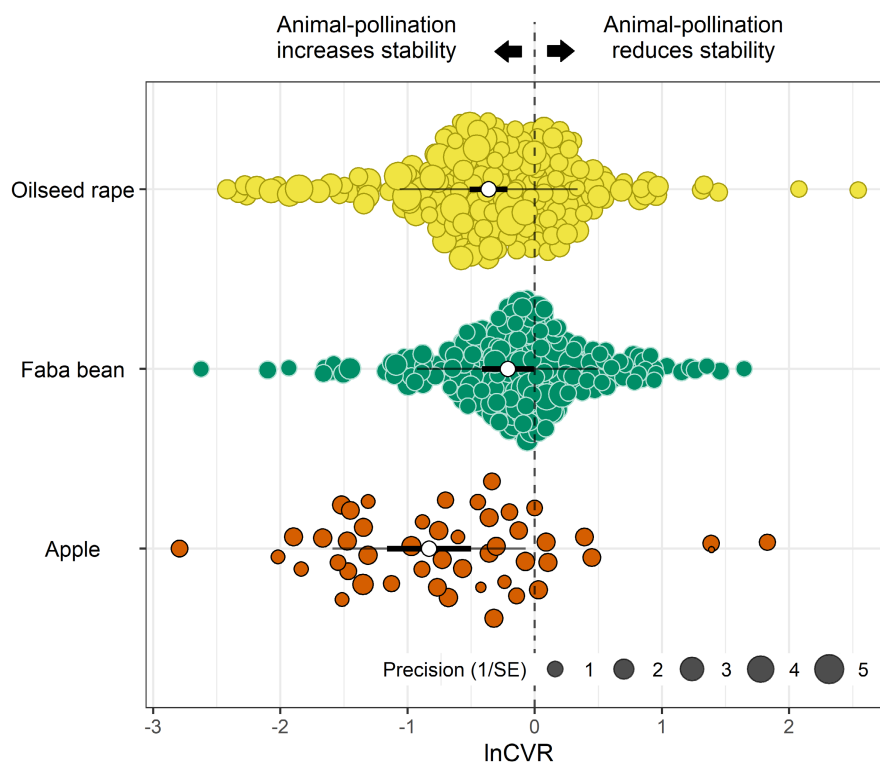 Animal-pollination
increases stability
Animal-pollination
reduces stability
Oilseed rape
Faba bean
Apple
Precision (1/SE) 1 2 3 4 5
-3 -2 -1 0 1 2
lnCVR